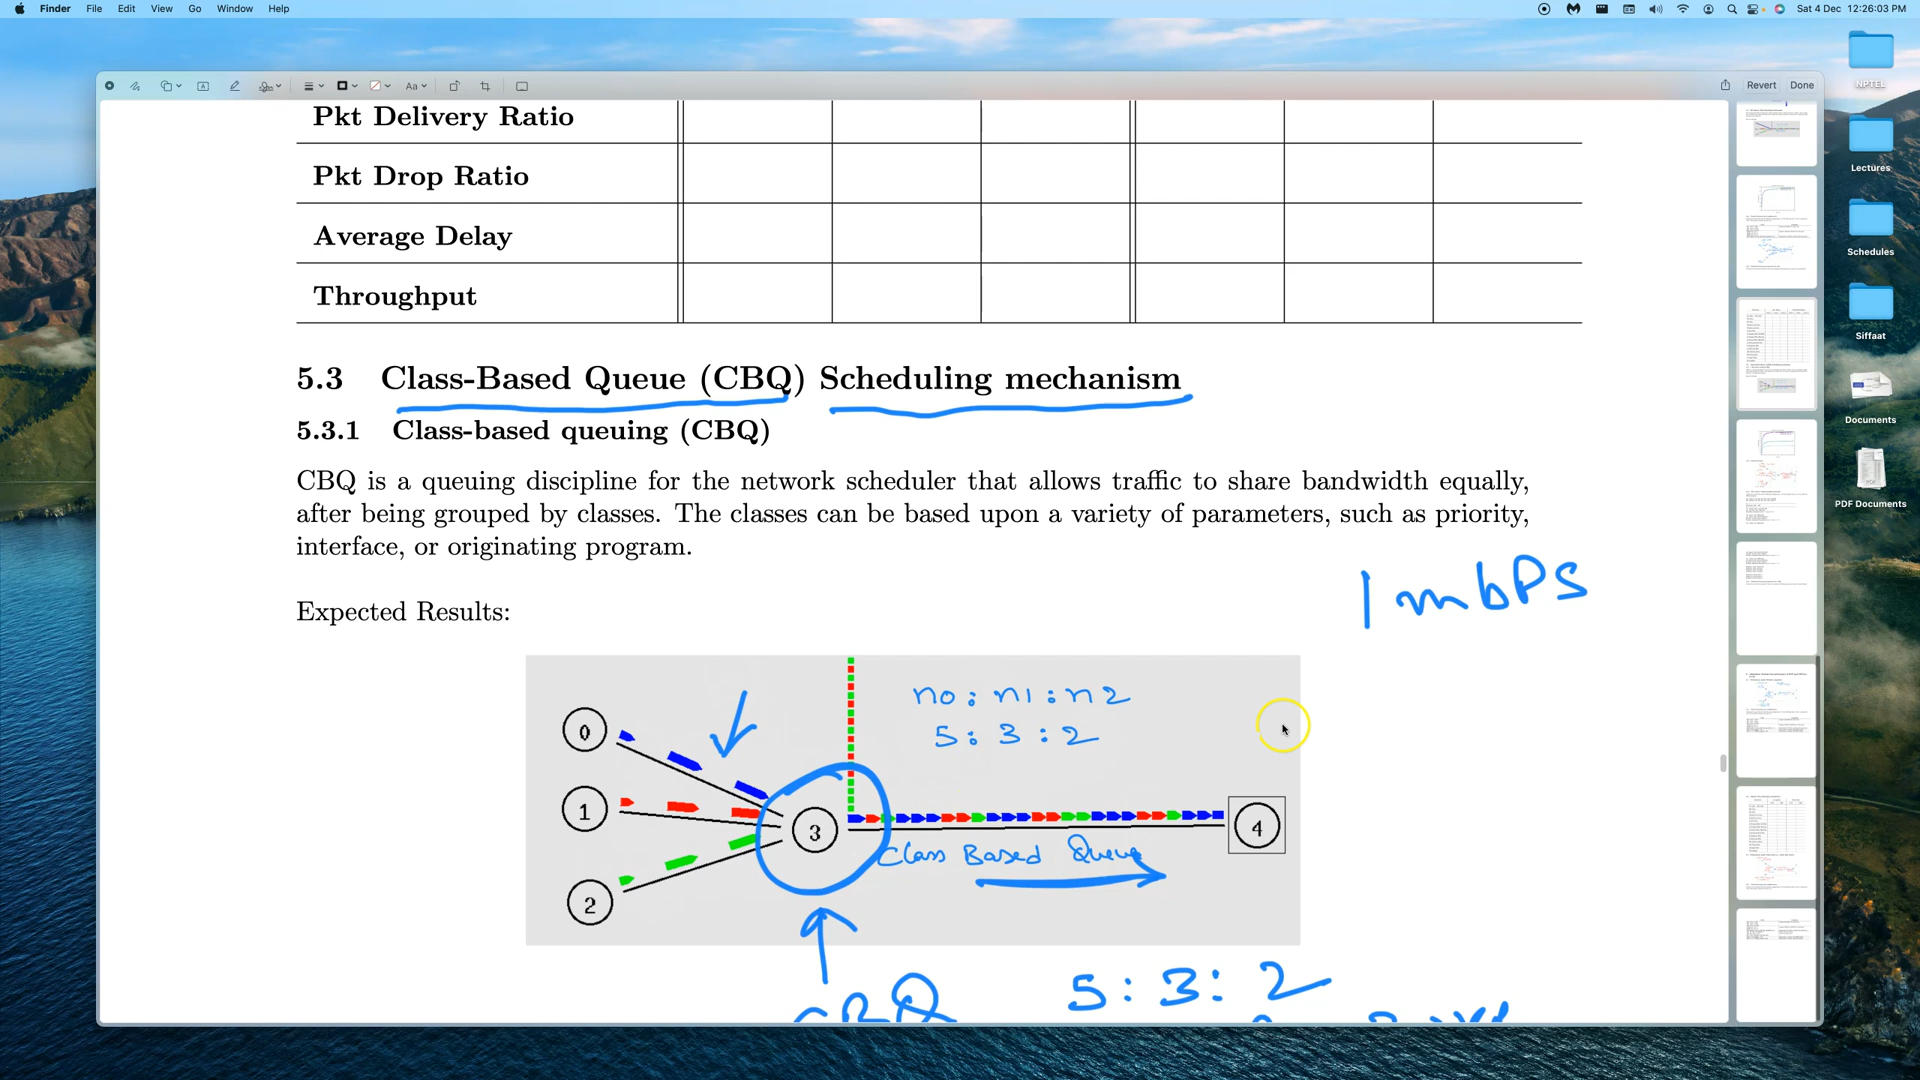 Finder File Edit View Go Window Help
Sat 4 Dec 12:26:03 PM
Aa
Revert Done
NPTEL
Lectures
Schedules
Siffaat
Documents
PDF
PDF Documents
Pkt Delivery Ratio
Pkt Drop Ratio
Average Delay
Throughput
5.3 Class-Based Queue (CBQ) Scheduling mechanism
5.3.1 Class-based queuing (CBQ)
CBQ is a queuing discipline for the network scheduler that allows traffic to share bandwidth equally,
after being grouped by classes. The classes can be based upon a variety of parameters, such as priority,
interface, or originating program.
1 mbPs
Expected Results:
n0 : n1 : n2
5 : 3 : 2
0
1
2
3
4
Class Based Queue
CBQ
5 : 3 : 2